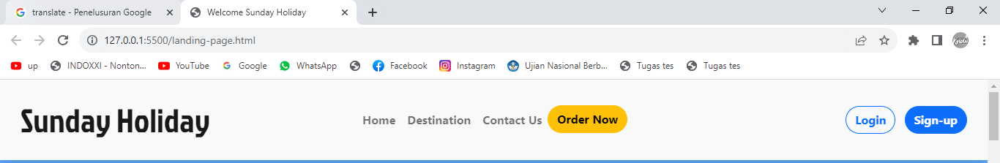 translate - Penelusuran Google
Welcome Sunday Holiday
127.0.0.1:5500/landing-page.html
up INDOXXI - Nonton... YouTube Google WhatsApp Facebook Instagram Ujian Nasional Berb... Tugas tes Tugas tes
Sunday Holiday
Home Destination Contact Us Order Now
Login Sign-up